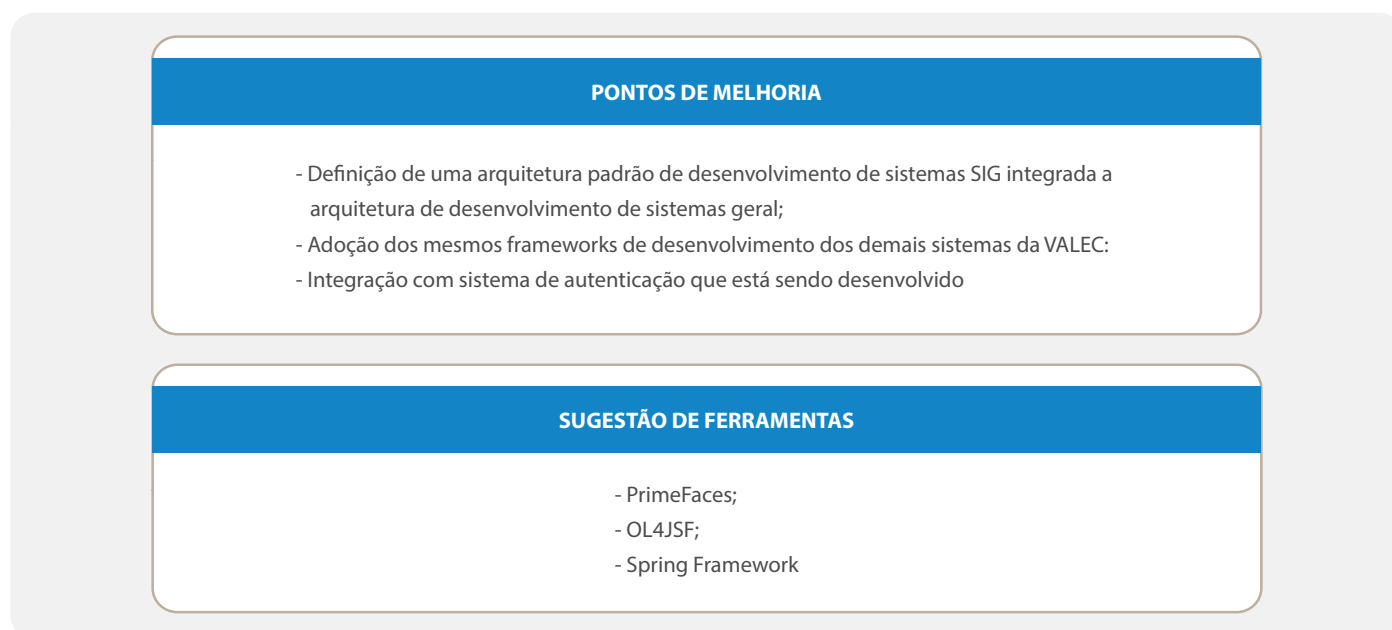 PONTOS DE MELHORIA
- Definição de uma arquitetura padrão de desenvolvimento de sistemas SIG integrada a
arquitetura de desenvolvimento de sistemas geral;
- Adoção dos mesmos frameworks de desenvolvimento dos demais sistemas da VALEC:
- Integração com sistema de autenticação que está sendo desenvolvido
SUGESTÃO DE FERRAMENTAS
- PrimeFaces;
- OL4JSF;
- Spring Framework